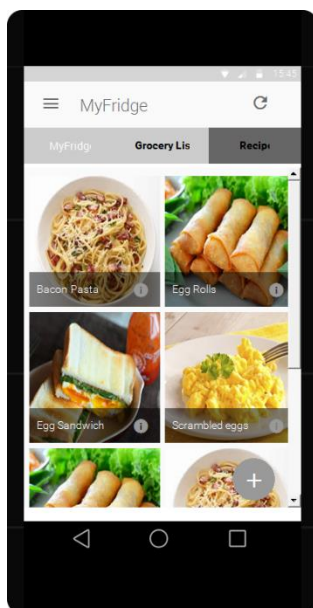 15:45
MyFridge
MyFridg
Grocery Lis
Recip
Bacon Pasta
Egg Rolls
Egg Sandwich
Scrambled eggs